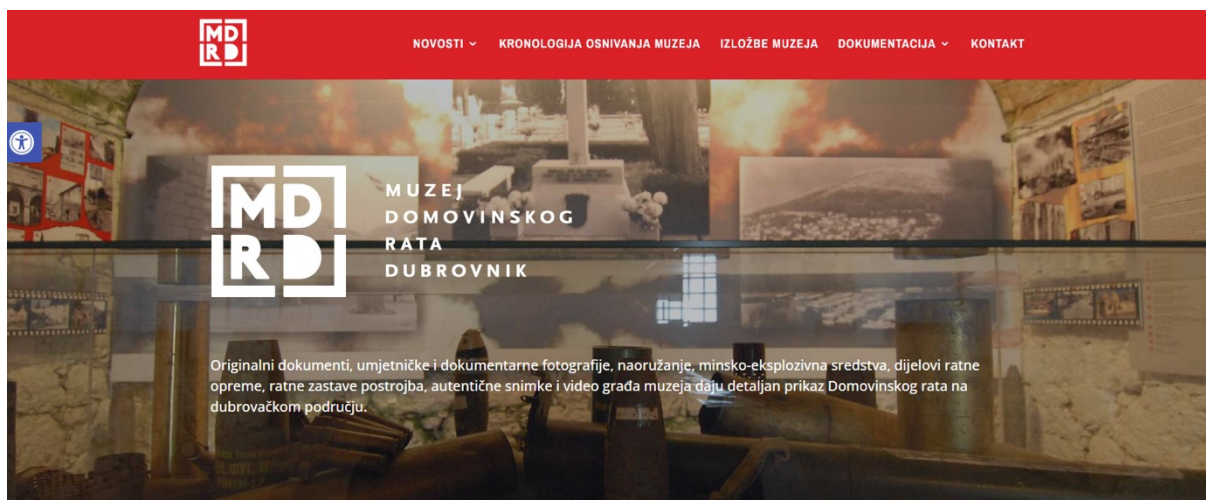 MD
RD
NOVOSTI
KRONOLOGIJA OSNIVANJA MUZEJA
IZLOŽBE MUZEJA
DOKUMENTACIJA
KONTAKT
MD
RD
MUZEJ
DOMOVINSKOG
RATA
DUBROVNIK
Originalni dokumenti, umjetničke i dokumentarne fotografije, naoružanje, minsko-eksplozivna sredstva, dijelovi ratne
opreme, ratne zastave postrojba, autentične snimke i video građa muzeja daju detaljan prikaz Domovinskog rata na
dubrovačkom području.